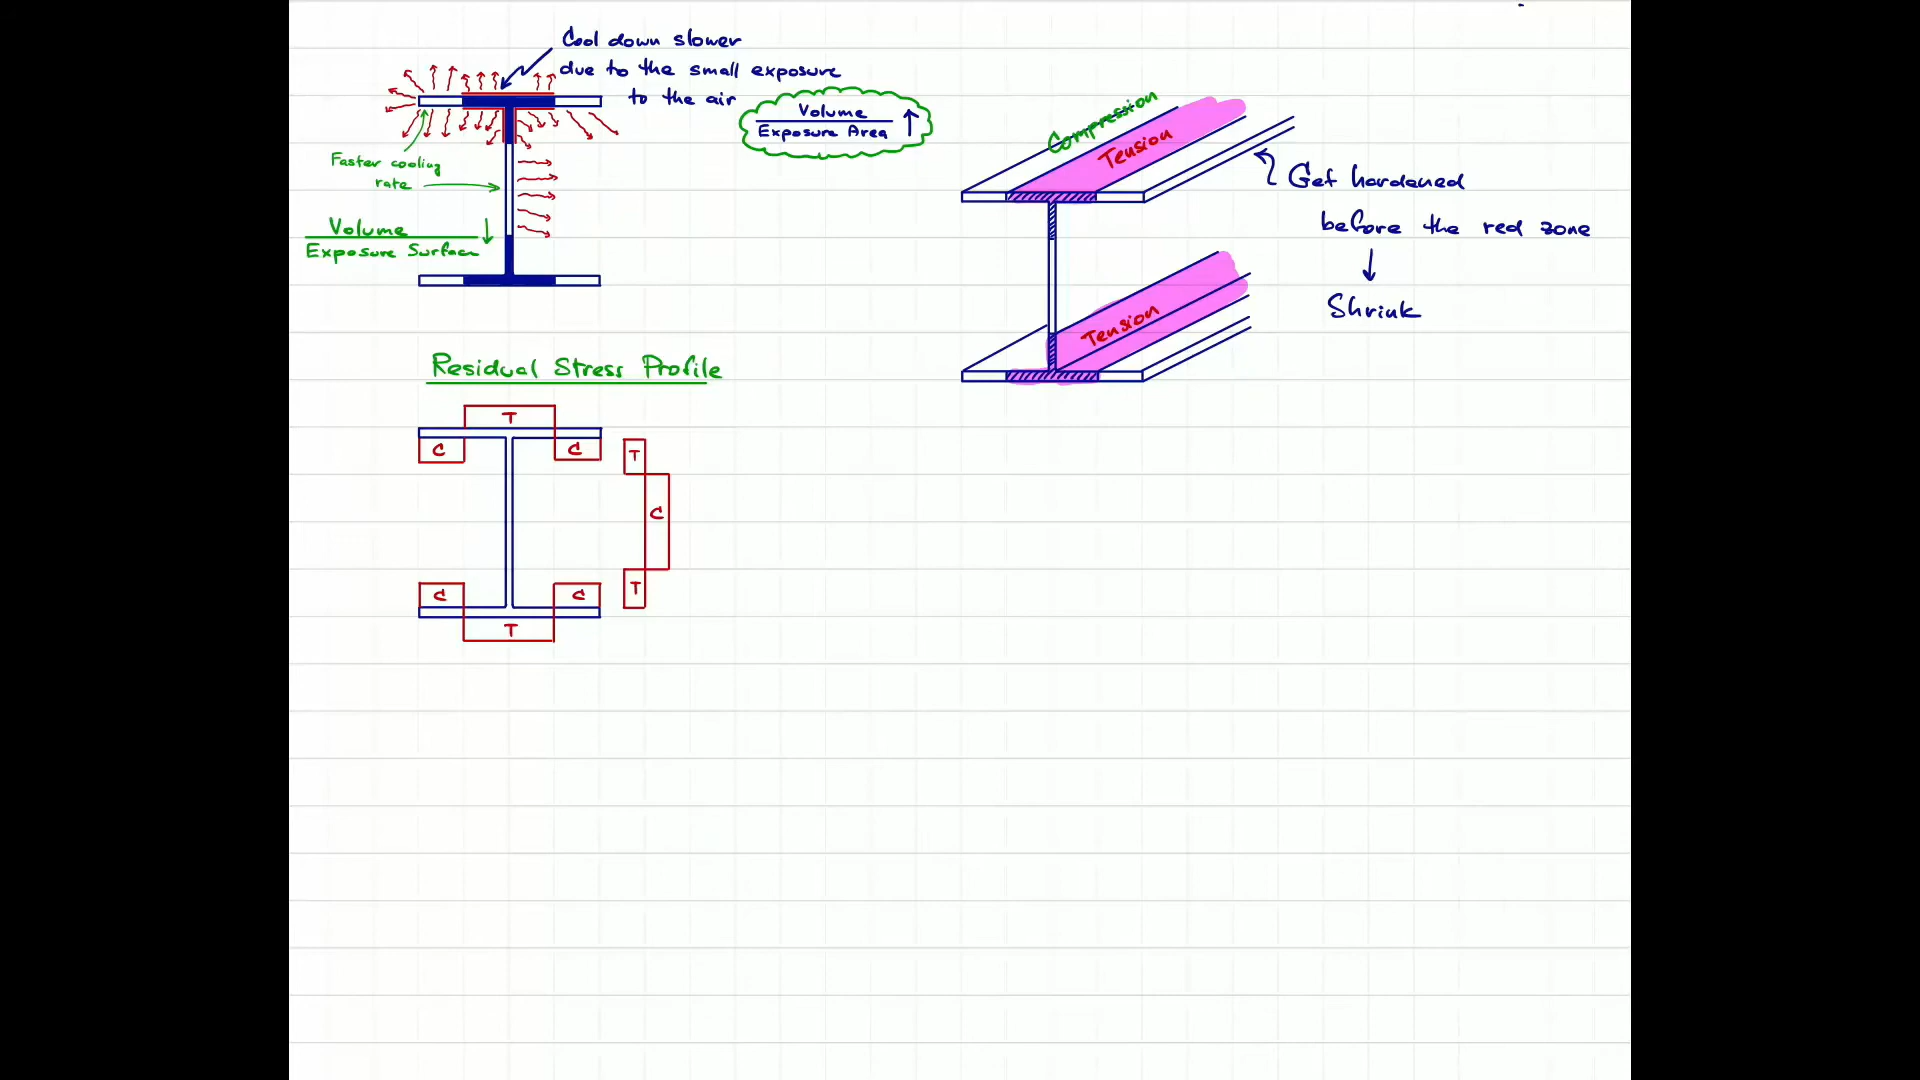 Cool down slower
due to the small exposure
to the air
Volume
Exposure Area
Faster cooling
rate
Volume
Exposure Surface
Compression
Tension
Get hardened
before the red zone
Shrink
Tension
Residual Stress Profile
T
C
C
T
C
T
C
C
T